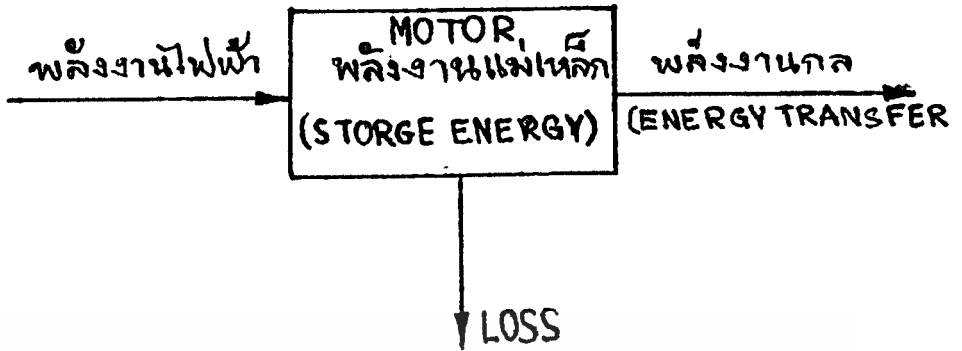 พลังงานไฟฟ้า
MOTOR
พลังงานแม่เหล็ก
(STORGE ENERGY)
พลังงานกล
(ENERGY TRANSFER
LOSS